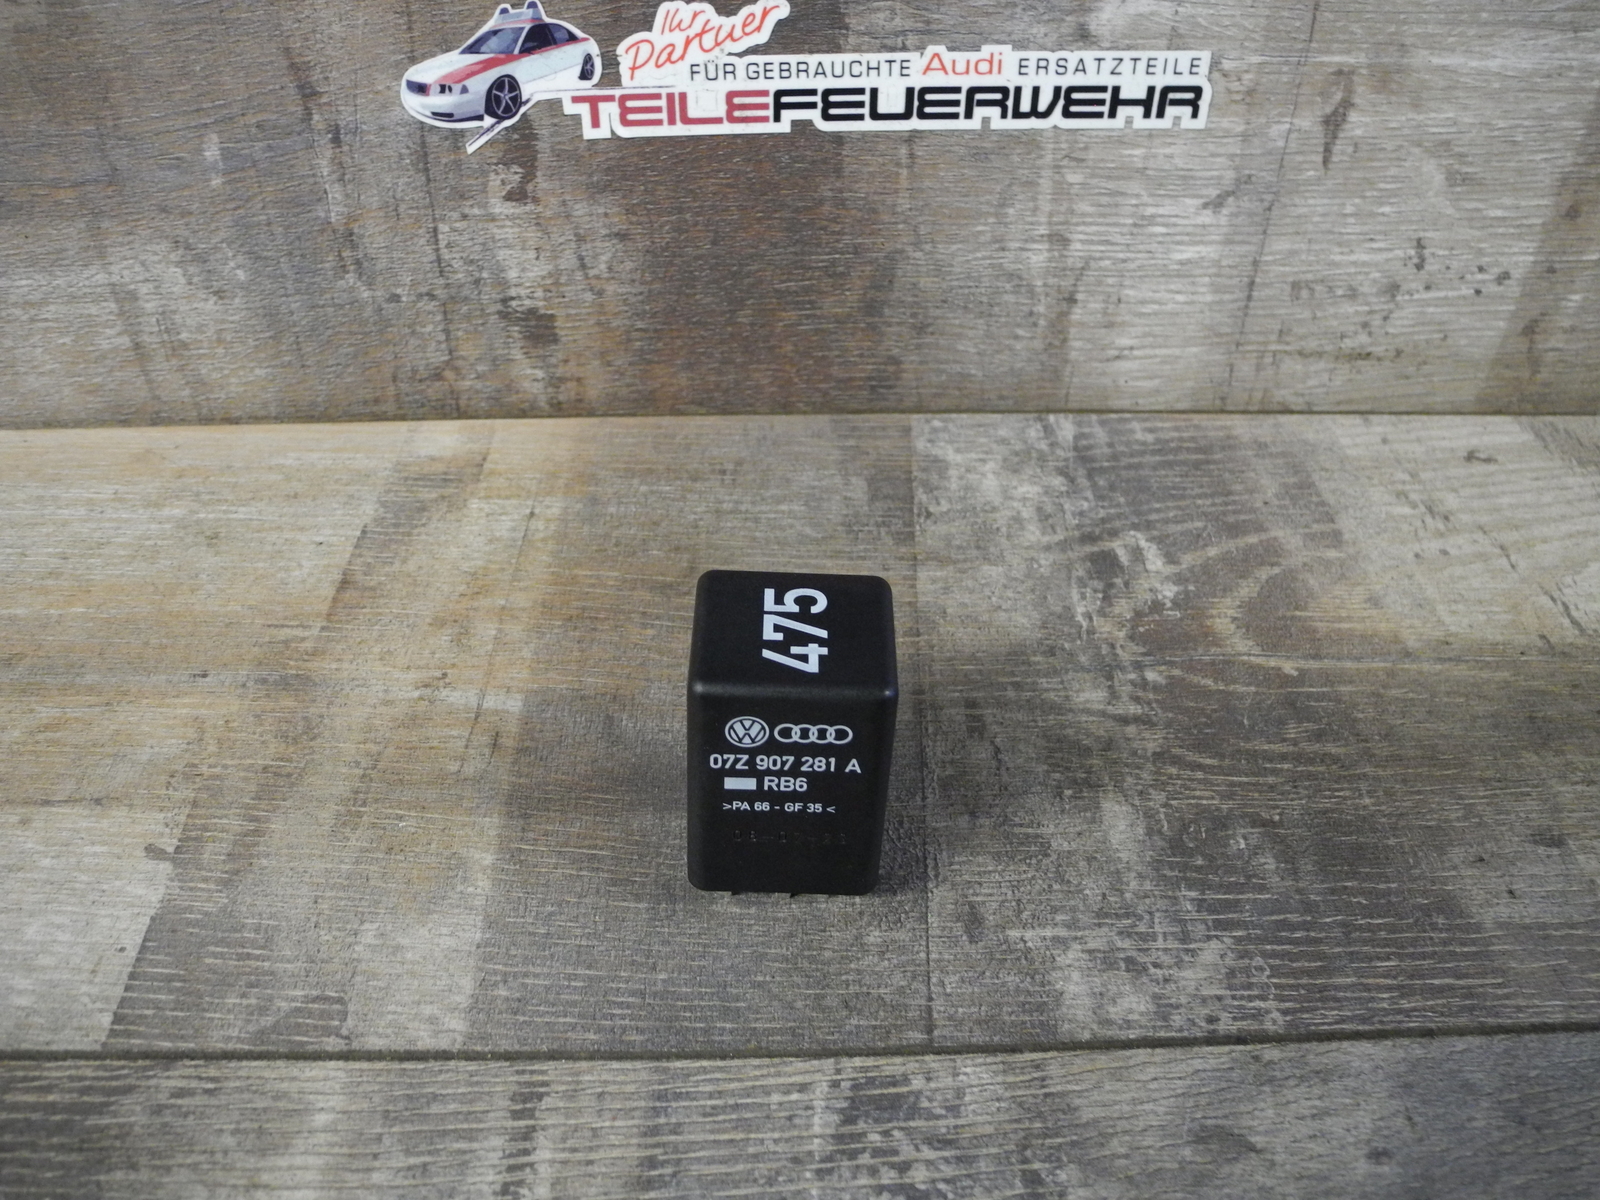 Ihr
Partner
FÜR GEBRAUCHTE Audi ERSATZTEILE
TEILEFEUERWEHR
475
07Z 907 281 A
RB6
>PA 66 - GF 35 <